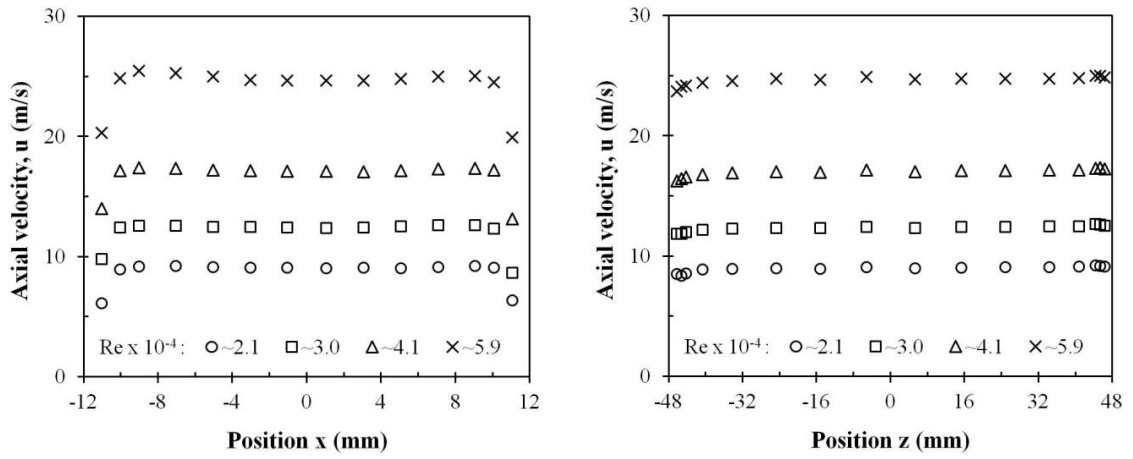 30
20
10
0
Axial velocity, u (m/s)
Re x 10⁻⁴ : ~2.1 ~3.0 ~4.1 ~5.9
-12 -8 -4 0 4 8 12
Position x (mm)
30
20
10
0
Axial velocity, u (m/s)
Re x 10⁻⁴ : ~2.1 ~3.0 ~4.1 ~5.9
-48 -32 -16 0 16 32 48
Position z (mm)